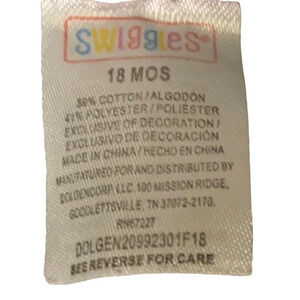 SWiggles
18 MOS
59% COTTON / ALGODÓN
41% POLYESTER / POLIÉSTER
EXCLUSIVE OF DECORATION /
EXCLUSIVO DE DECORACIÓN
MADE IN CHINA / HECHO EN CHINA
MANUFACTURED FOR AND DISTRIBUTED BY
DOLGENCORP, LLC. 100 MISSION RIDGE,
GOODLETTSVILLE, TN 37072-2170.
RN67227
DOLGEN20992301F18
SEE REVERSE FOR CARE